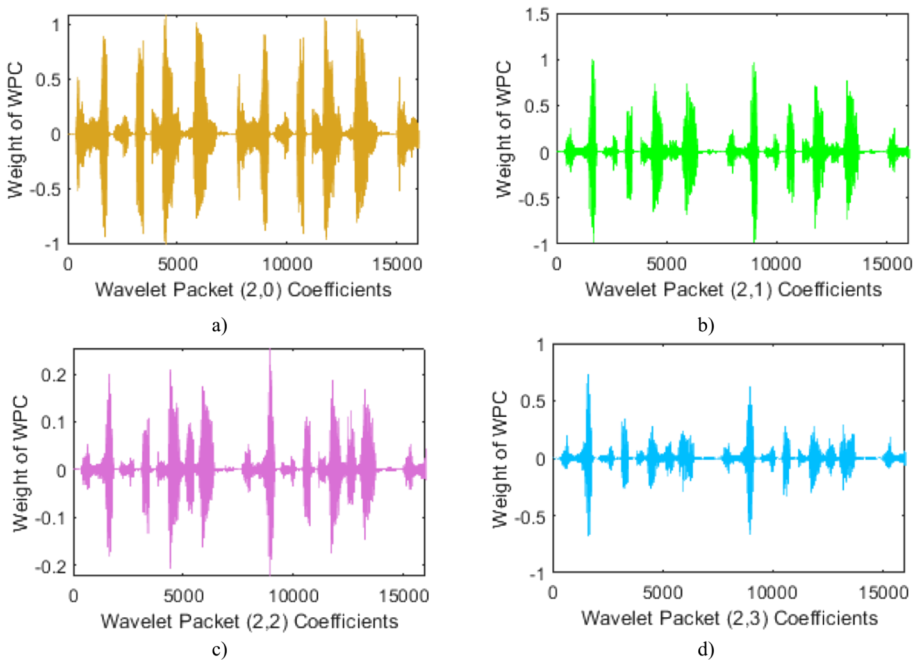 1
0.5
0
-0.5
-1
Weight of WPC
0 5000 10000 15000
Wavelet Packet (2,0) Coefficients
a)
1.5
1
0.5
0
-0.5
-1
Weight of WPC
0 5000 10000 15000
Wavelet Packet (2,1) Coefficients
b)
0.2
0.1
0
-0.1
-0.2
Weight of WPC
0 5000 10000 15000
Wavelet Packet (2,2) Coefficients
c)
1
0.5
0
-0.5
-1
Weight of WPC
0 5000 10000 15000
Wavelet Packet (2,3) Coefficients
d)